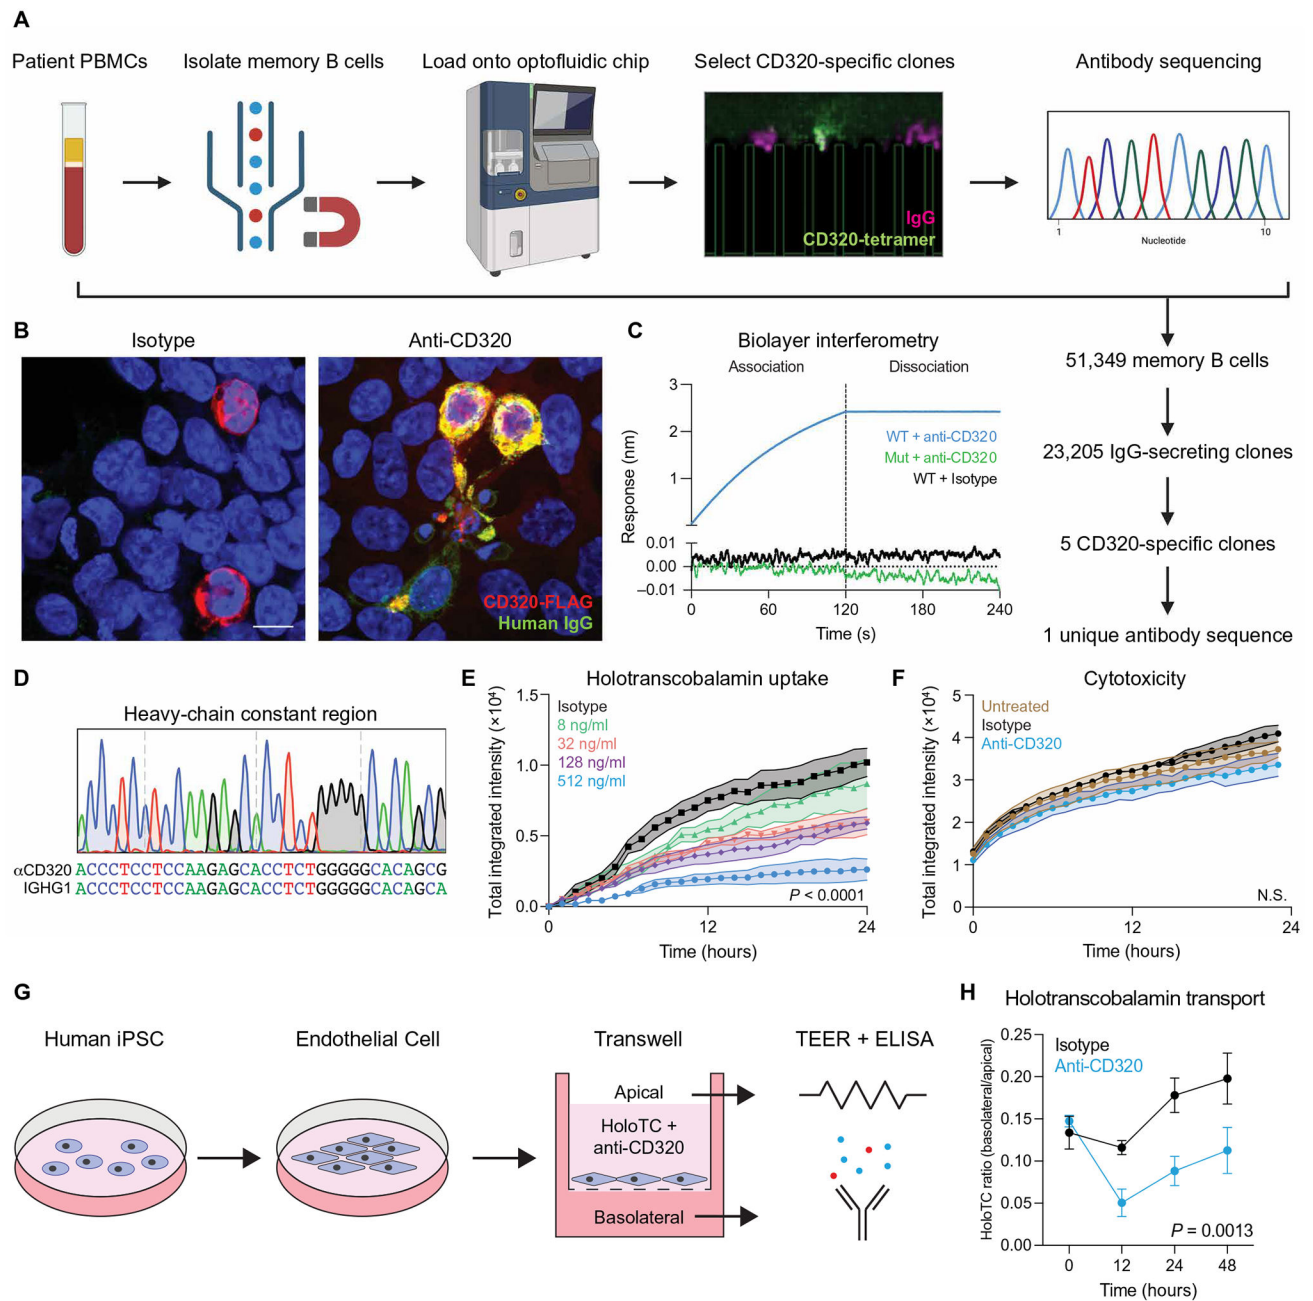 A
Patient PBMCs
Isolate memory B cells
Load onto optofluidic chip
Select CD320-specific clones
Antibody sequencing
IgG
CD320-tetramer
1
10
Nucleotide
51,349 memory B cells
23,205 IgG-secreting clones
5 CD320-specific clones
1 unique antibody sequence
B
Isotype
Anti-CD320
CD320-FLAG
Human IgG
C
Biolayer interferometry
Association
Dissociation
Response (nm)
3
2
1
0.01
0.00
–0.01
WT + anti-CD320
Mut + anti-CD320
WT + Isotype
0
60
120
180
240
Time (s)
D
Heavy-chain constant region
αCD320 ACCCTCCTCCAAGAGCACCTCTGGGGGCACAGCG
IGHG1 ACCCTCCTCCAAGAGCACCTCTGGGGGCACAGCA
E
Holotranscobalamin uptake
Total integrated intensity (×10⁴)
1.5
1.0
0.5
0.0
Isotype
8 ng/ml
32 ng/ml
128 ng/ml
512 ng/ml
P < 0.0001
0
12
24
Time (hours)
F
Cytotoxicity
Total integrated intensity (×10⁴)
5
4
3
2
1
0
Untreated
Isotype
Anti-CD320
N.S.
0
12
24
Time (hours)
G
Human iPSC
Endothelial Cell
Transwell
TEER + ELISA
Apical
HoloTC +
anti-CD320
Basolateral
H
Holotranscobalamin transport
HoloTC ratio (basolateral/apical)
0.25
0.20
0.15
0.10
0.05
0.00
Isotype
Anti-CD320
P = 0.0013
0
12
24
48
Time (hours)